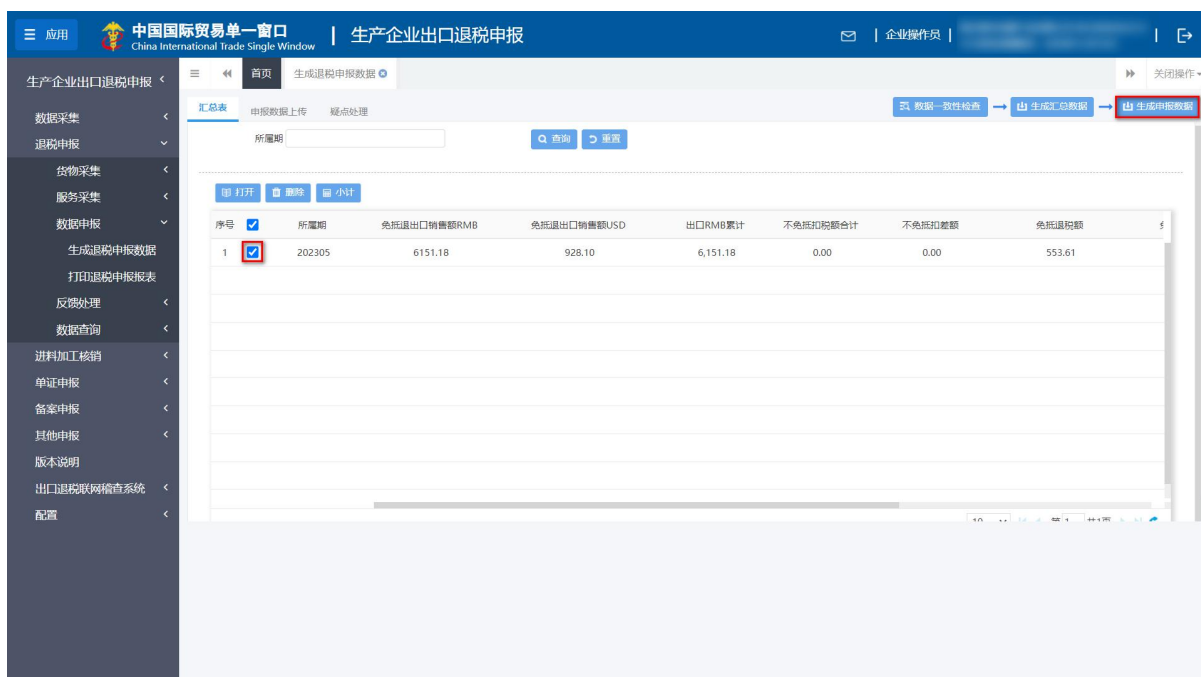 应用
中国国际贸易单一窗口
China International Trade Single Window
生产企业出口退税申报
企业操作员
生产企业出口退税申报
首页
生成退税申报数据
关闭操作
数据采集
退税申报
货物采集
服务采集
数据申报
生成退税申报数据
打印退税申报报表
反馈处理
数据查询
进料加工核销
单证申报
备案申报
其他申报
版本说明
出口退税联网稽查系统
配置
汇总表 申报数据上传 疑点处理
数据一致性检查 → 生成汇总数据 → 生成申报数据
所属期
查询 重置
打开 删除 小计
序号 所属期 免抵退出口销售额RMB 免抵退出口销售额USD 出口RMB累计 不免抵扣税额合计 不免抵扣差额 免抵退税额
1 202305 6151.18 928.10 6,151.18 0.00 0.00 553.61
10 第 1 共1页